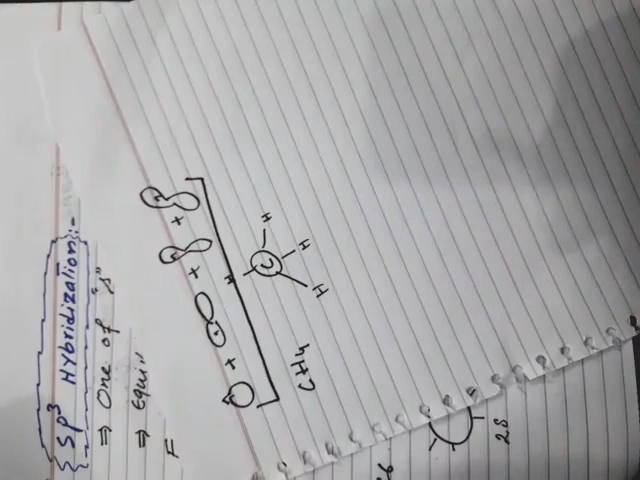 {SP³ Hybridization:-
⇒ One of "s"
⇒ equi
F
+ + +
H
C H
H
H
CH4
2S